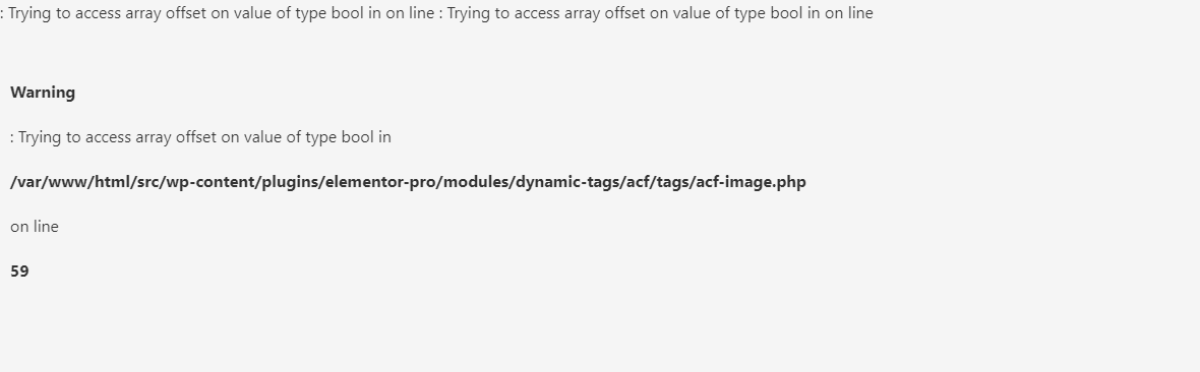 : Trying to access array offset on value of type bool in on line : Trying to access array offset on value of type bool in on line
Warning
: Trying to access array offset on value of type bool in
/var/www/html/src/wp-content/plugins/elementor-pro/modules/dynamic-tags/acf/tags/acf-image.php
on line
59